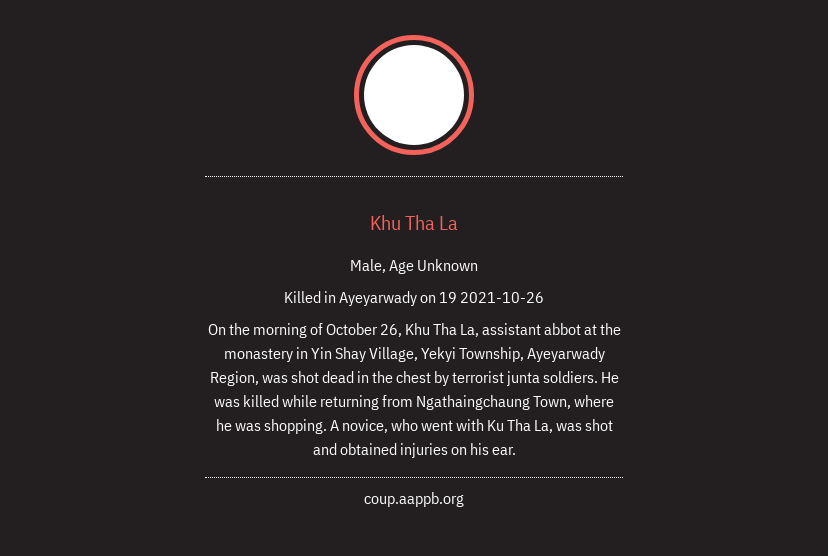 Khu Tha La
Male, Age Unknown
Killed in Ayeyarwady on 19 2021-10-26
On the morning of October 26, Khu Tha La, assistant abbot at the
monastery in Yin Shay Village, Yekyi Township, Ayeyarwady
Region, was shot dead in the chest by terrorist junta soldiers. He
was killed while returning from Ngathaingchaung Town, where
he was shopping. A novice, who went with Ku Tha La, was shot
and obtained injuries on his ear.
coup.aappb.org